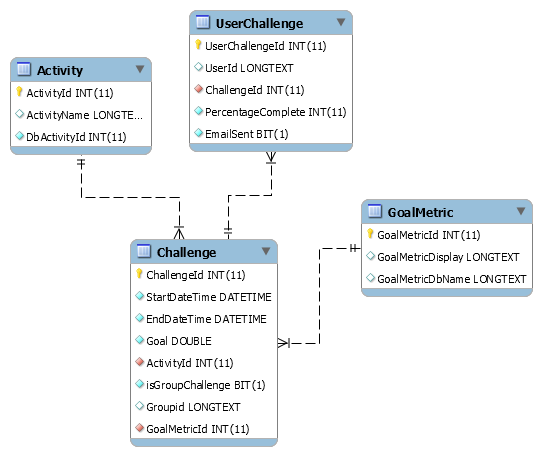 UserChallenge
UserChallengeId INT(11)
UserId LONGTEXT
ChallengeId INT(11)
PercentageComplete INT(11)
EmailSent BIT(1)
Activity
ActivityId INT(11)
ActivityName LONGTE...
DbActivityId INT(11)
GoalMetric
GoalMetricId INT(11)
GoalMetricDisplay LONGTEXT
GoalMetricDbName LONGTEXT
Challenge
ChallengeId INT(11)
StartDateTime DATETIME
EndDateTime DATETIME
Goal DOUBLE
ActivityId INT(11)
isGroupChallenge BIT(1)
Groupid LONGTEXT
GoalMetricId INT(11)